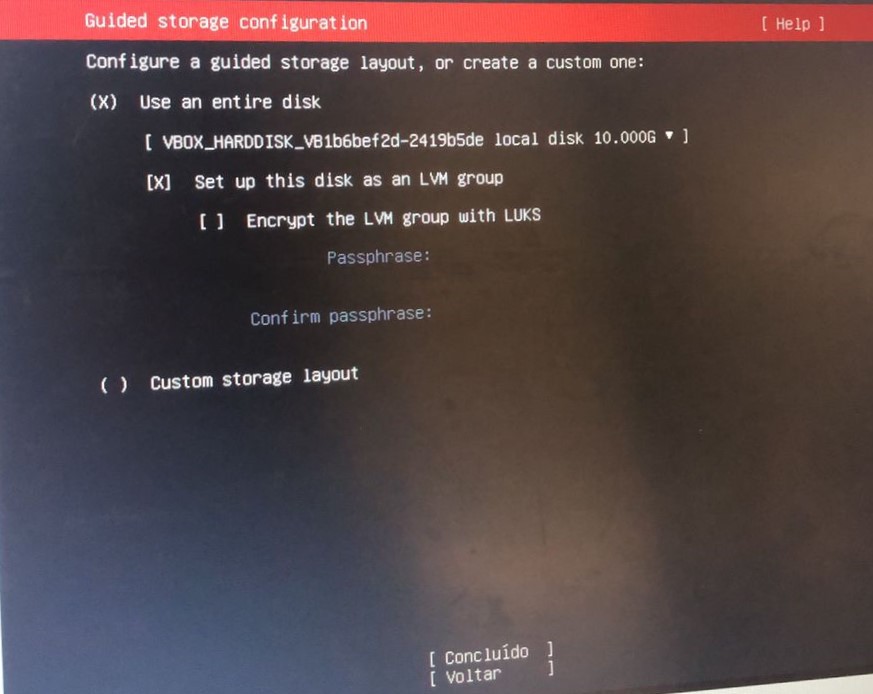 Guided storage configuration [ Help ]
Configure a guided storage layout, or create a custom one:
(X) Use an entire disk
[ VBOX_HARDDISK_VB1b6bef2d-2419b5de local disk 10.000G ▾ ]
[X] Set up this disk as an LVM group
[ ] Encrypt the LVM group with LUKS
Passphrase:
Confirm passphrase:
( ) Custom storage layout
[ Concluído ]
[ Voltar ]